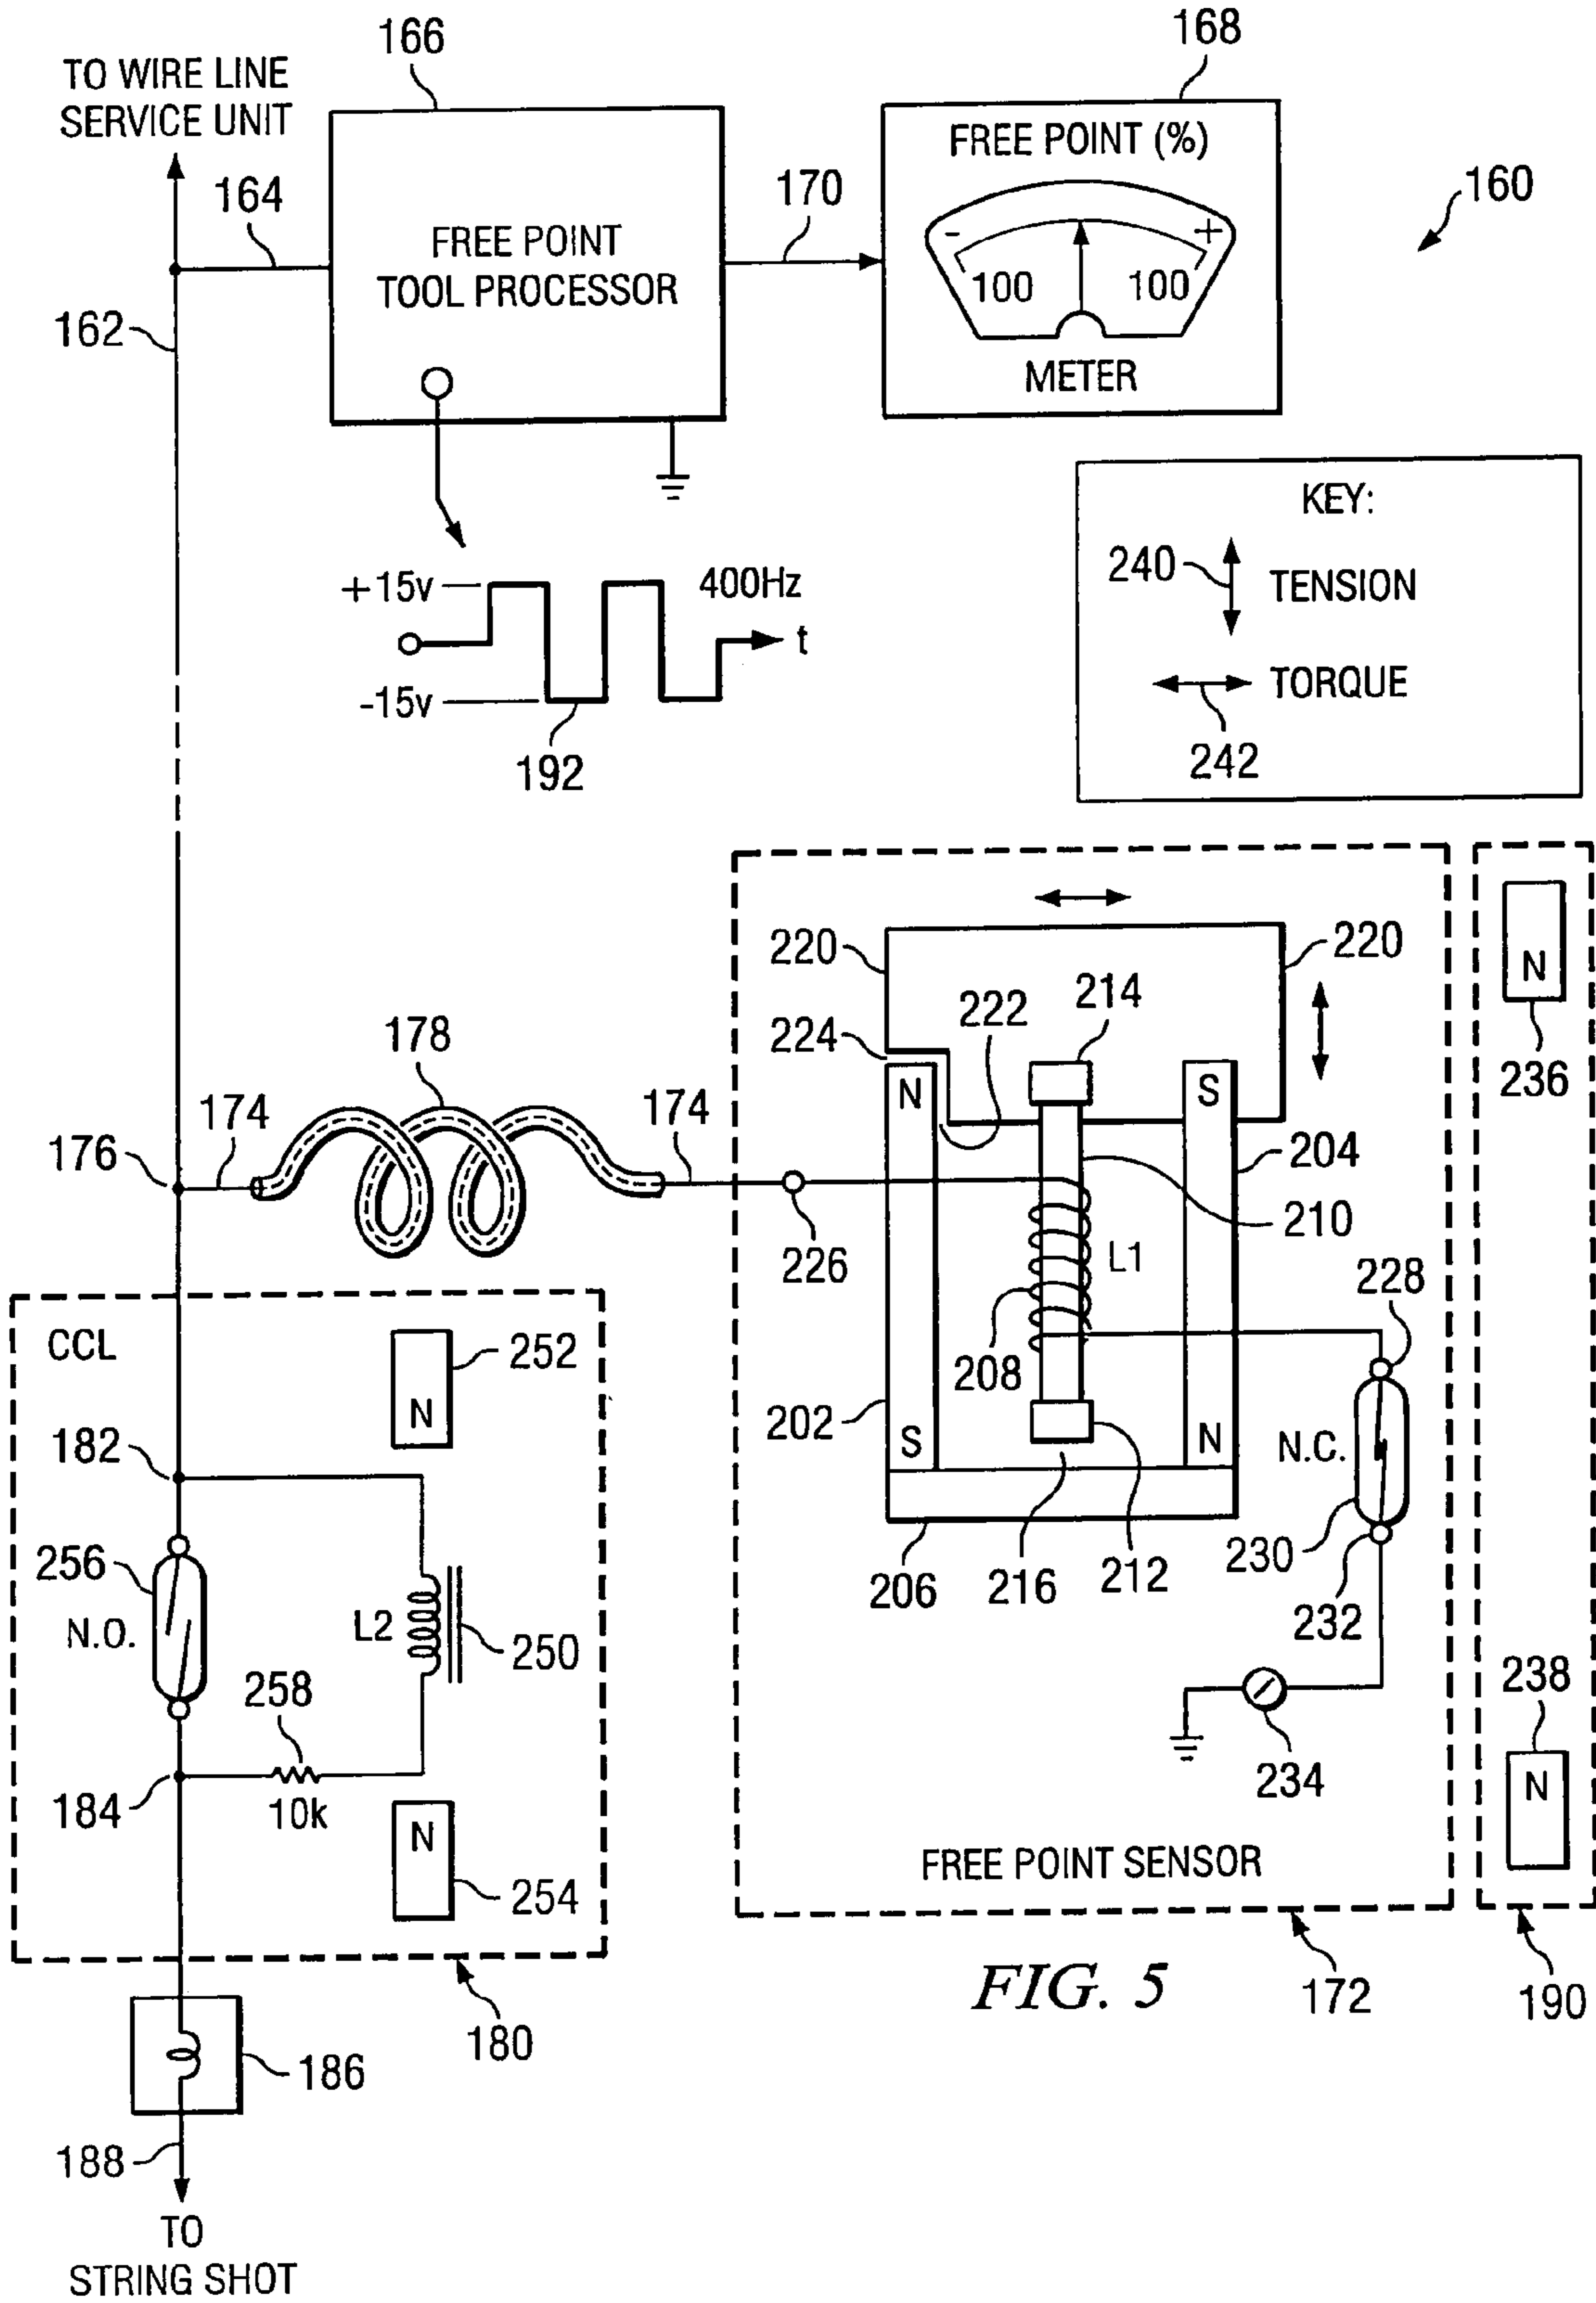 166
168
TO WIRE LINE
SERVICE UNIT
FREE POINT (%)
164
170
160
FREE POINT
TOOL PROCESSOR
- +
100 100
162
METER
KEY:
+15v
400Hz
240
TENSION
t
-15v
TORQUE
192
242
220
220
214
222
N
178
224
236
N
S
174
174
176
204
226
210
L1
228
CCL
252
208
N
202
182
S
N
N.C.
256
230
206
216
212
N.O.
L2
250
232
258
238
184
10k
234
N
N
254
FREE POINT SENSOR
FIG. 5
172
190
180
186
188
TO
STRING SHOT